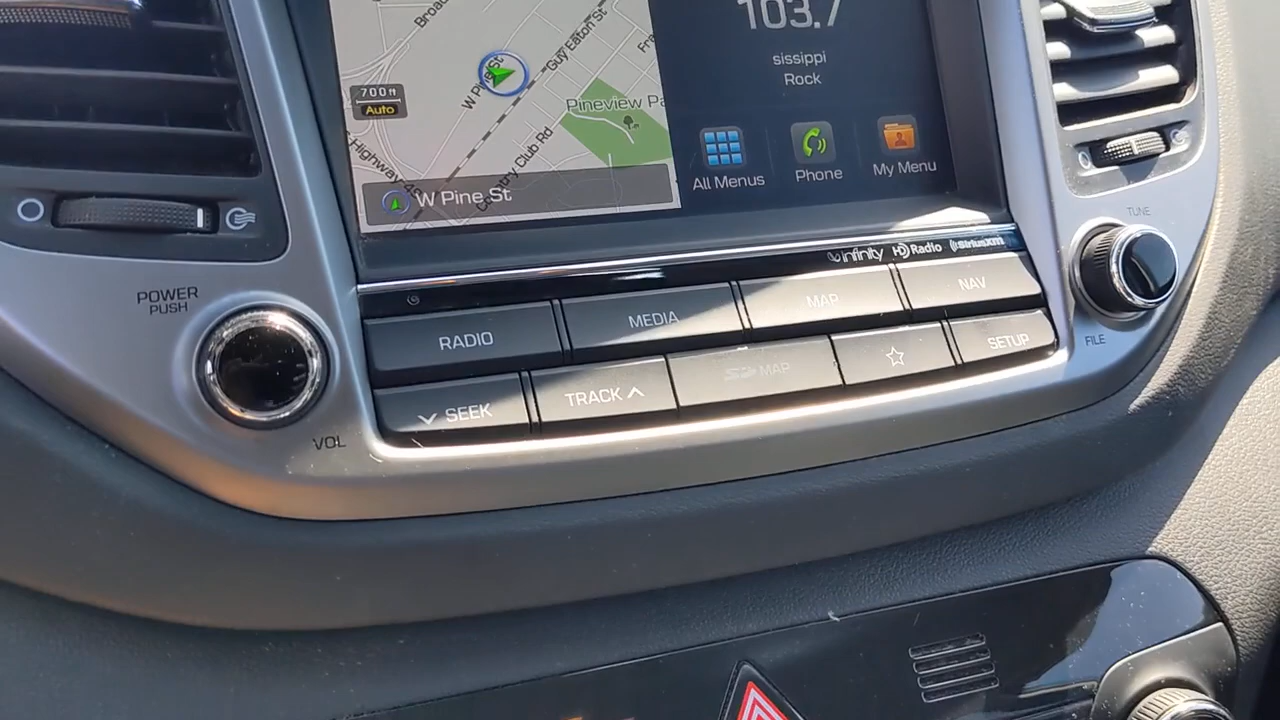 103.7
sissippi
Rock
W Pine St
Guy Eaton St
700ft
Auto
Pineview Pa
Country Club Rd
Highway
W Pine St
All Menus
Phone
My Menu
infinity HD Radio SiriusXM
TUNE
FILE
POWER
PUSH
VOL
RADIO
MEDIA
MAP
NAV
SEEK
TRACK
SD MAP
SETUP